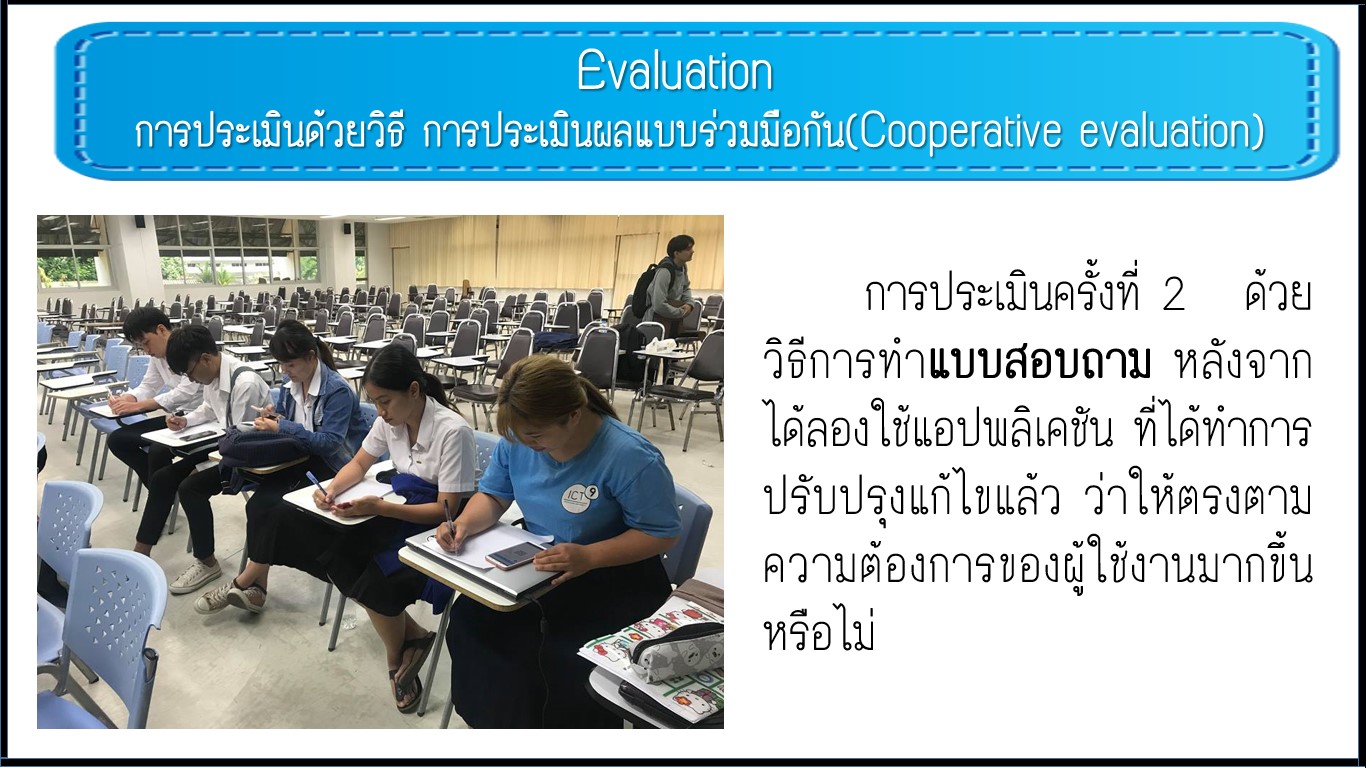 Evaluation
การประเมินด้วยวิธี การประเมินผลแบบร่วมมือกัน(Cooperative evaluation)
การประเมินครั้งที่ 2 ด้วย
วิธีการทำแบบสอบถาม หลังจาก
ได้ลองใช้แอปพลิเคชัน ที่ได้ทำการ
ปรับปรุงแก้ไขแล้ว ว่าให้ตรงตาม
ความต้องการของผู้ใช้งานมากขึ้น
หรือไม่
ICT 9